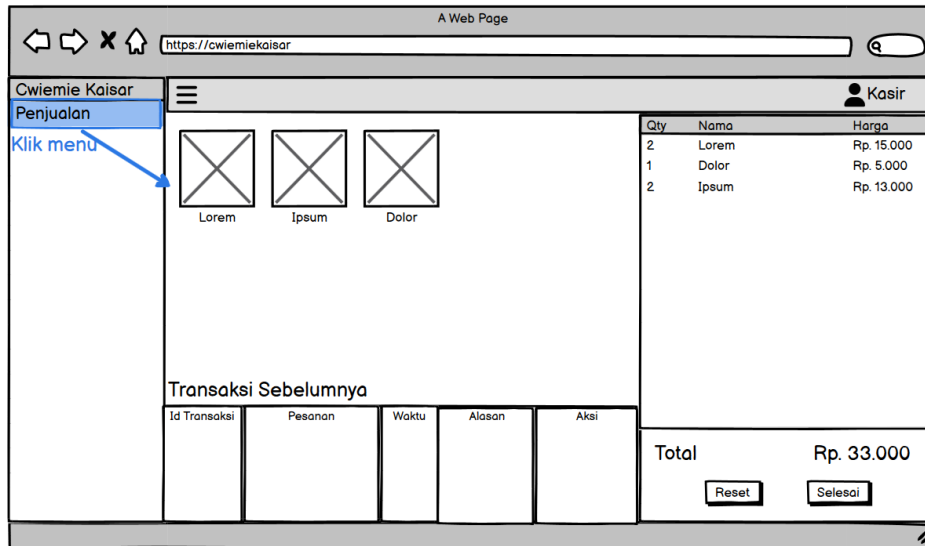 A Web Page
https://cwiemiekaisar
Cwiemie Kaisar
Kasir
Penjualan
Klik menu
Lorem Ipsum Dolor
Qty Nama Harga
2 Lorem Rp. 15.000
1 Dolor Rp. 5.000
2 Ipsum Rp. 13.000
Transaksi Sebelumnya
Id Transaksi Pesanan Waktu Alasan Aksi
Total Rp. 33.000
Reset Selesai